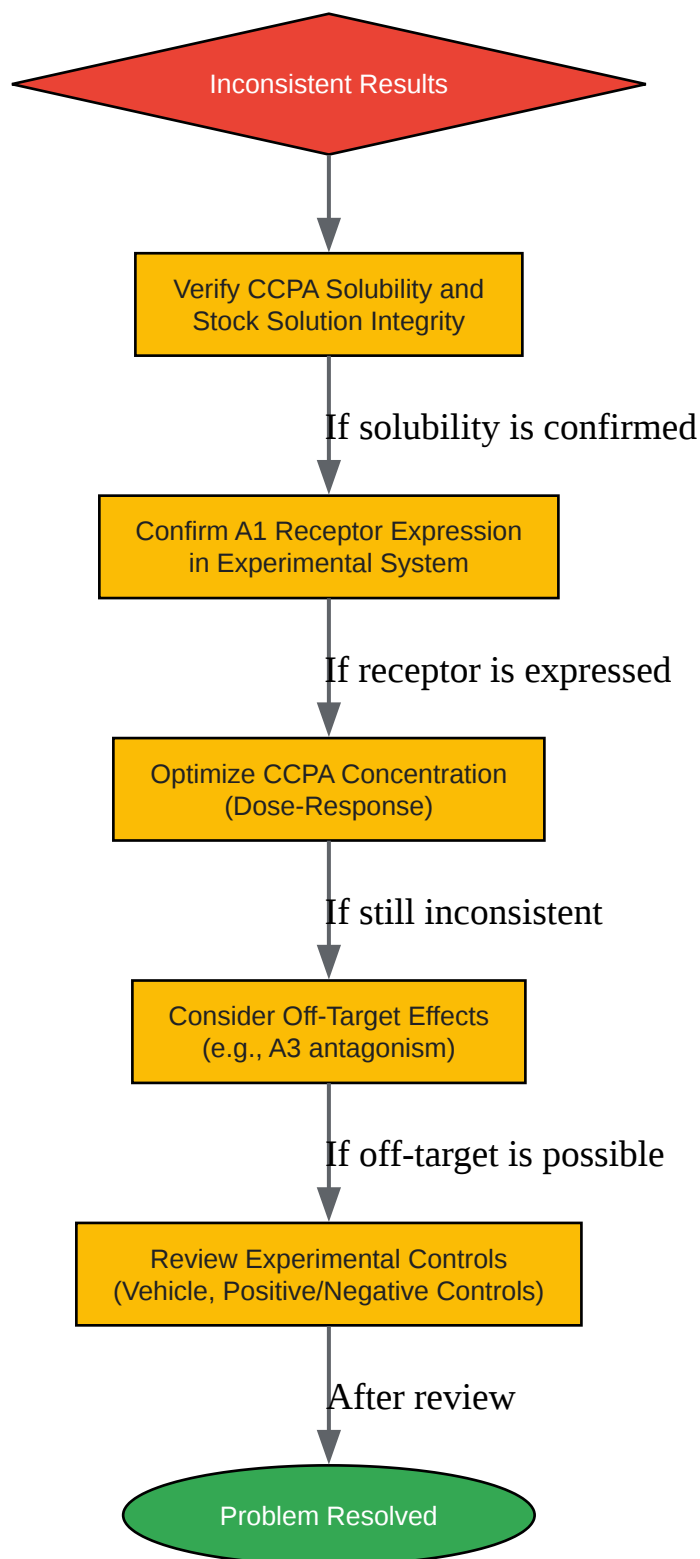 Inconsistent Results
Verify CCPA Solubility and
Stock Solution Integrity
If solubility is confirmed
Confirm A1 Receptor Expression
in Experimental System
If receptor is expressed
Optimize CCPA Concentration
(Dose-Response)
If still inconsistent
Consider Off-Target Effects
(e.g., A3 antagonism)
If off-target is possible
Review Experimental Controls
(Vehicle, Positive/Negative Controls)
After review
Problem Resolved